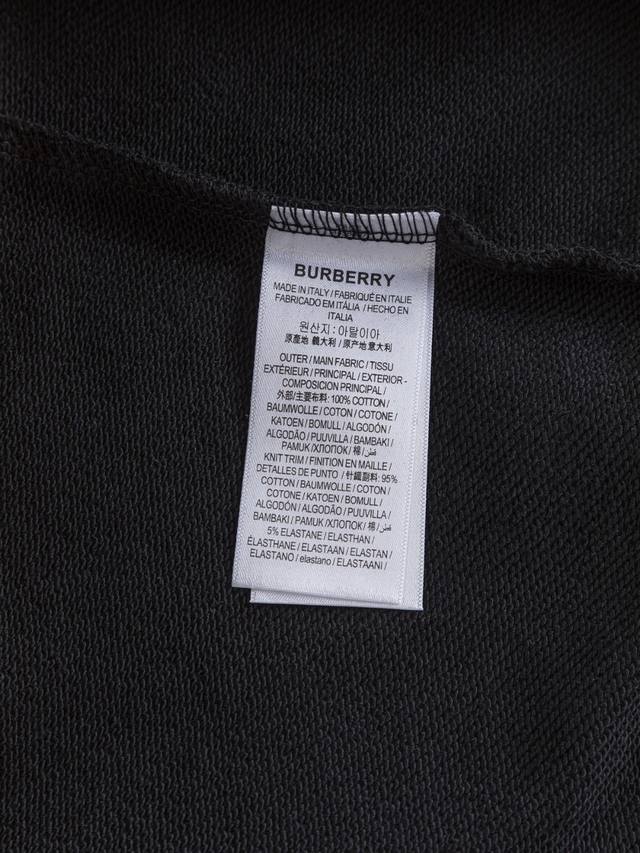 BURBERRY
MADE IN ITALY / FABRIQUÉ EN ITALIE
FABRICADO EM ITÁLIA / HECHO EN
ITALIA
원산지: 아탈이아
原產地 義大利 / 原产地 意大利
OUTER / MAIN FABRIC / TISSU
EXTÉRIEUR / PRINCIPAL / EXTERIOR -
COMPOSICION PRINCIPAL /
外部/主要布料: 100% COTTON /
BAUMWOLLE / COTON / COTONE /
KATOEN / BOMULL / ALGODÓN /
ALGODÃO / PUUVILLA / BAMBAKI /
PAMUK /ХЛОПОК / 棉 / قطن
KNIT TRIM / FINITION EN MAILLE /
DETALLES DE PUNTO / 針織副料: 95%
COTTON / BAUMWOLLE / COTON /
COTONE / KATOEN / BOMULL /
ALGODÓN / ALGODÃO / PUUVILLA /
BAMBAKI / PAMUK / ХЛОПОК / 棉 / قطن
5% ELASTANE / ELASTHAN /
ÉLASTHANE / ELASTAAN / ELASTAN /
ELASTANO / elastano / ELASTAANI /